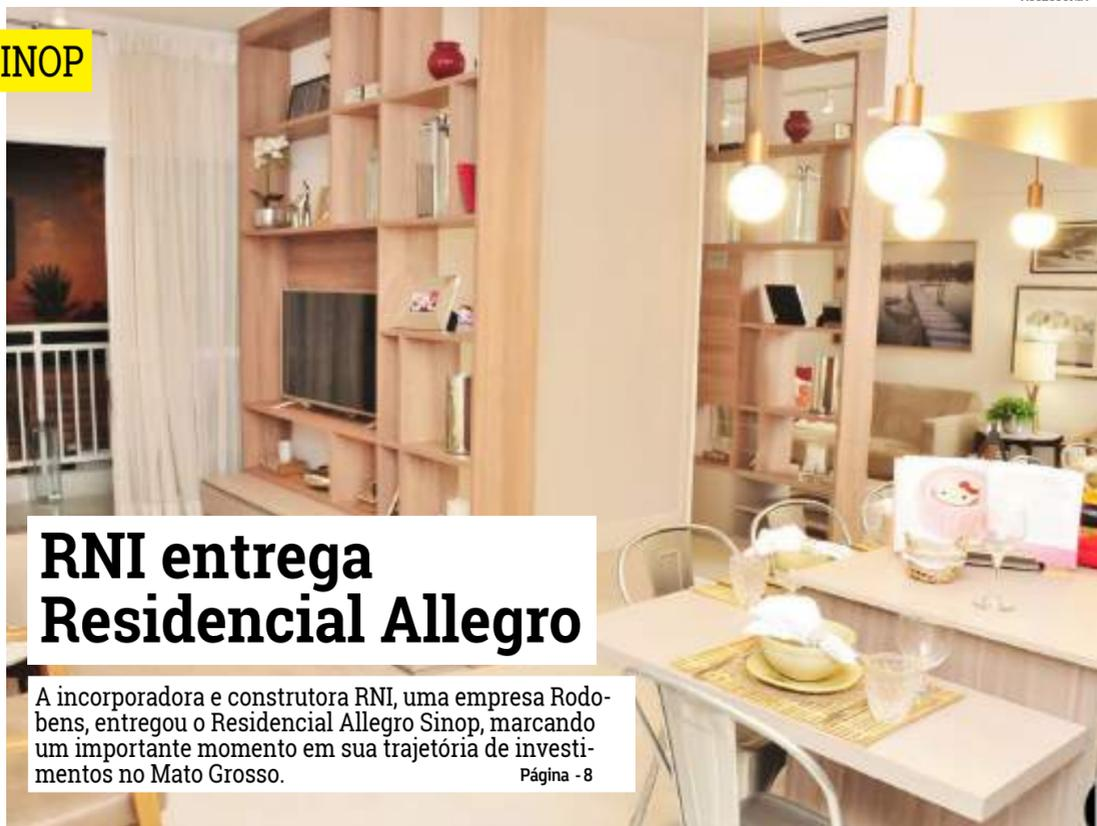 INOP
RNI entrega
Residencial Allegro
A incorporadora e construtora RNI, uma empresa Rodo-
bens, entregou o Residencial Allegro Sinop, marcando
um importante momento em sua trajetória de investi-
mentos no Mato Grosso.
Página - 8